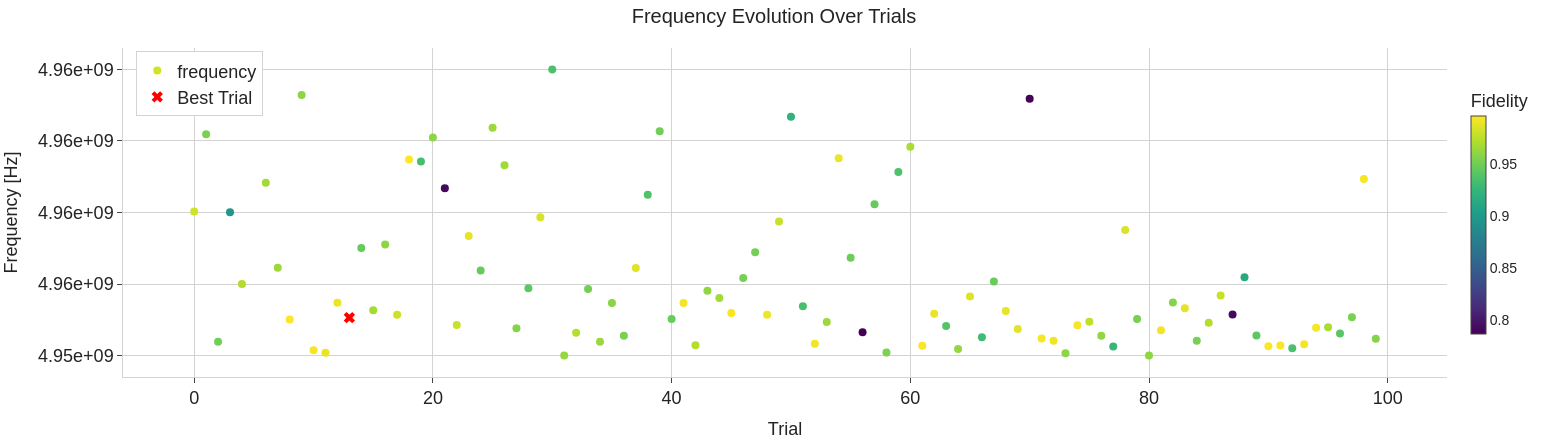 Frequency Evolution Over Trials
frequency
Best Trial
4.96e+09
4.96e+09
4.96e+09
4.96e+09
4.95e+09
Frequency [Hz]
0
20
40
60
80
100
Trial
Fidelity
0.95
0.9
0.85
0.8